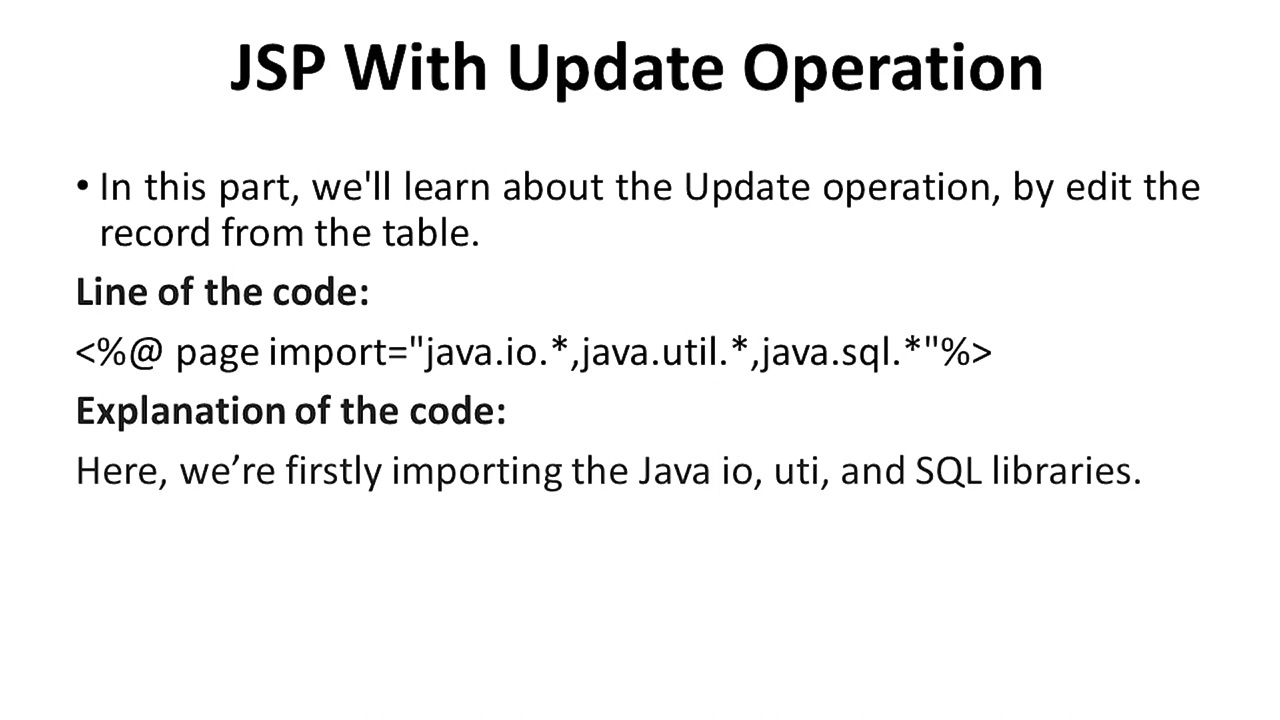 JSP With Update Operation
• In this part, we'll learn about the Update operation, by edit the
record from the table.
Line of the code:
<%@ page import="java.io.*,java.util.*,java.sql.*"%>
Explanation of the code:
Here, we’re firstly importing the Java io, uti, and SQL libraries.